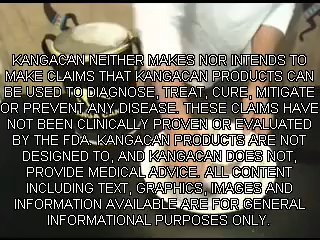 KANGACAN NEITHER MAKES NOR INTENDS TO
MAKE CLAIMS THAT KANGACAN PRODUCTS CAN
BE USED TO DIAGNOSE, TREAT, CURE, MITIGATE
OR PREVENT ANY DISEASE. THESE CLAIMS HAVE
NOT BEEN CLINICALLY PROVEN OR EVALUATED
BY THE FDA. KANGACAN PRODUCTS ARE NOT
DESIGNED TO, AND KANGACAN DOES NOT,
PROVIDE MEDICAL ADVICE. ALL CONTENT
INCLUDING TEXT, GRAPHICS, IMAGES AND
INFORMATION AVAILABLE ARE FOR GENERAL
INFORMATIONAL PURPOSES ONLY.